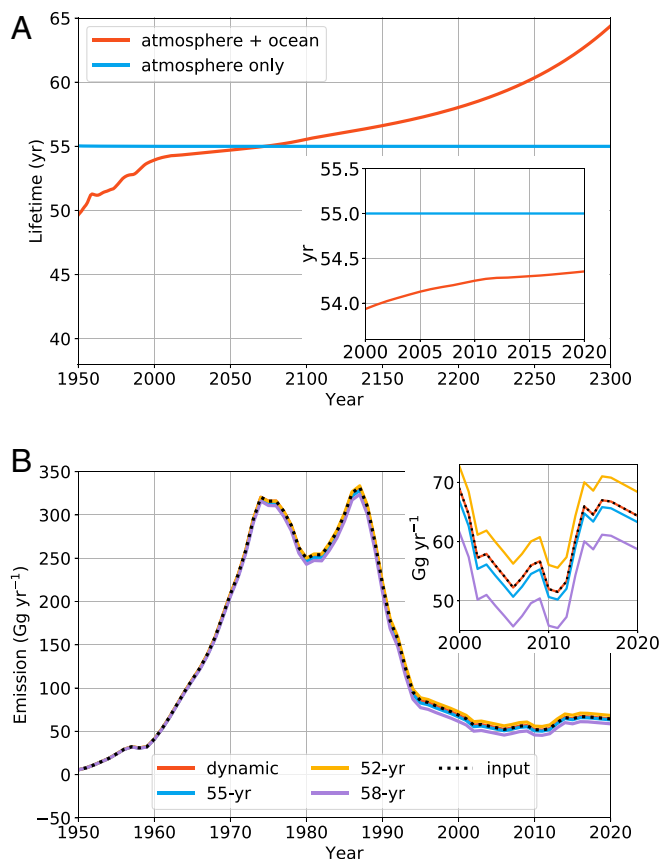 A
65
60
55
50
45
40
Lifetime (yr)
atmosphere + ocean
atmosphere only
55.5
55.0
54.5
54.0
yr
2000 2005 2010 2015 2020
1950 2000 2050 2100 2150 2200 2250 2300
Year
B
350
300
250
200
150
100
50
0
−50
Emission (Gg yr⁻¹)
70
60
50
Gg yr⁻¹
2000 2005 2010 2015 2020
dynamic 52-yr input
55-yr 58-yr
1950 1960 1970 1980 1990 2000 2010 2020
Year